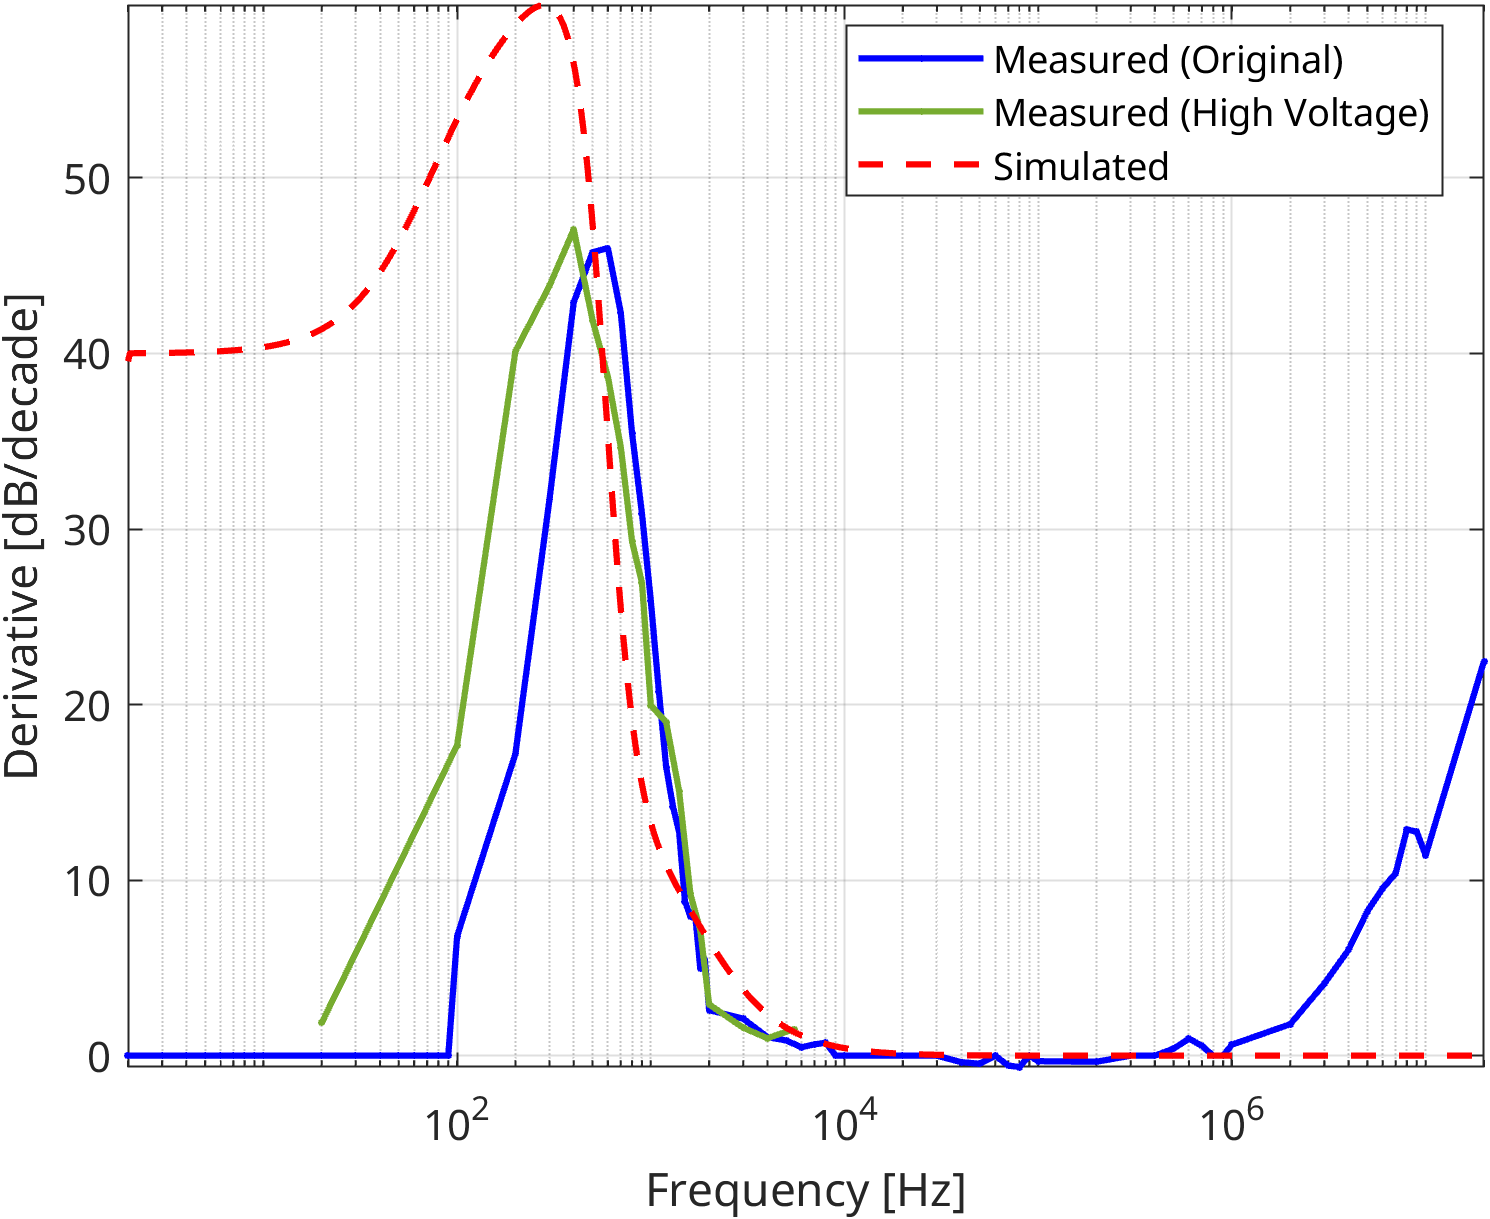 Measured (Original)
Measured (High Voltage)
Simulated
Derivative [dB/decade]
50
40
30
20
10
0
10^2
10^4
10^6
Frequency [Hz]